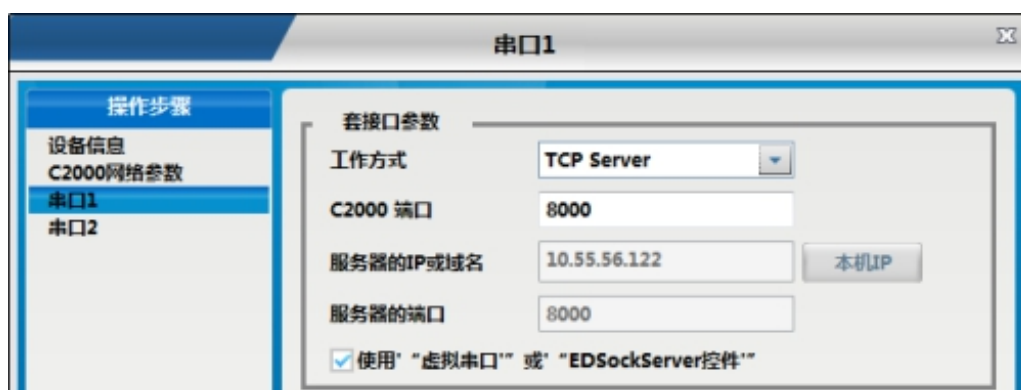 串口1
操作步骤
设备信息
C2000网络参数
串口1
串口2
套接口参数
工作方式 TCP Server
C2000 端口 8000
服务器的IP或域名 10.55.56.122 本机IP
服务器的端口 8000
使用' “虚拟串口'” 或' “EDSockServer控件'”